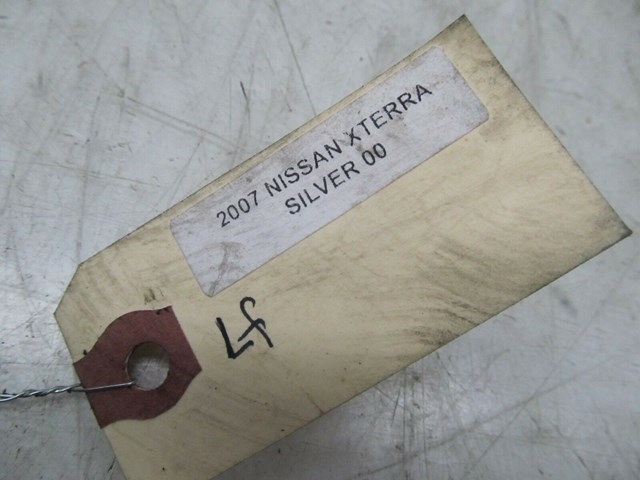 2007 NISSAN XTERRA
SILVER 00
LF